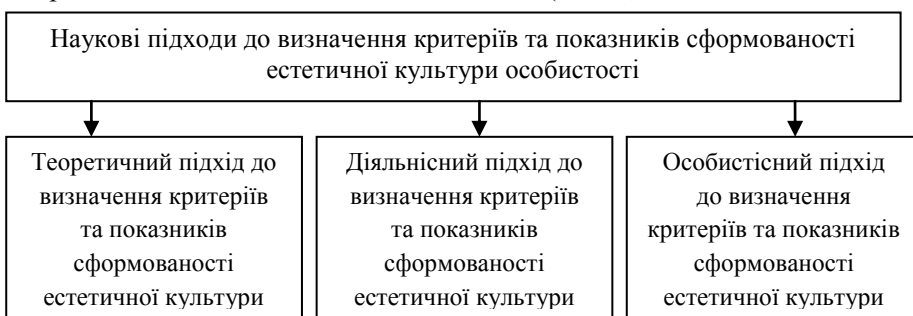 Наукові підходи до визначення критеріїв та показників сформованості
естетичної культури особистості
Теоретичний підхід до
визначення критеріїв
та показників
сформованості
естетичної культури
Діяльнісний підхід до
визначення критеріїв
та показників
сформованості
естетичної культури
Особистісний підхід
до визначення
критеріїв та показників
сформованості
естетичної культури